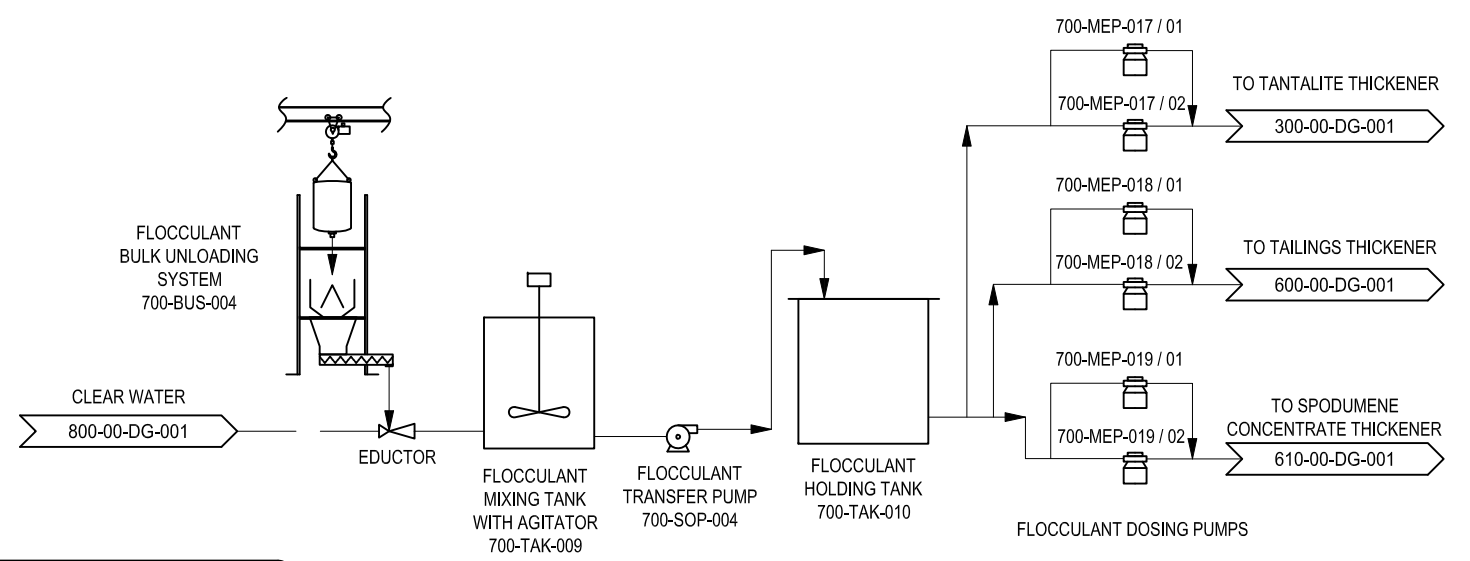 700-MEP-017 / 01
TO TANTALITE THICKENER
700-MEP-017 / 02
300-00-DG-001
700-MEP-018 / 01
FLOCCULANT
BULK UNLOADING
SYSTEM
700-BUS-004
TO TAILINGS THICKENER
700-MEP-018 / 02
600-00-DG-001
700-MEP-019 / 01
CLEAR WATER
800-00-DG-001
TO SPODUMENE
CONCENTRATE THICKENER
700-MEP-019 / 02
610-00-DG-001
EDUCTOR
FLOCCULANT
MIXING TANK
WITH AGITATOR
700-TAK-009
FLOCCULANT
TRANSFER PUMP
700-SOP-004
FLOCCULANT
HOLDING TANK
700-TAK-010
FLOCCULANT DOSING PUMPS